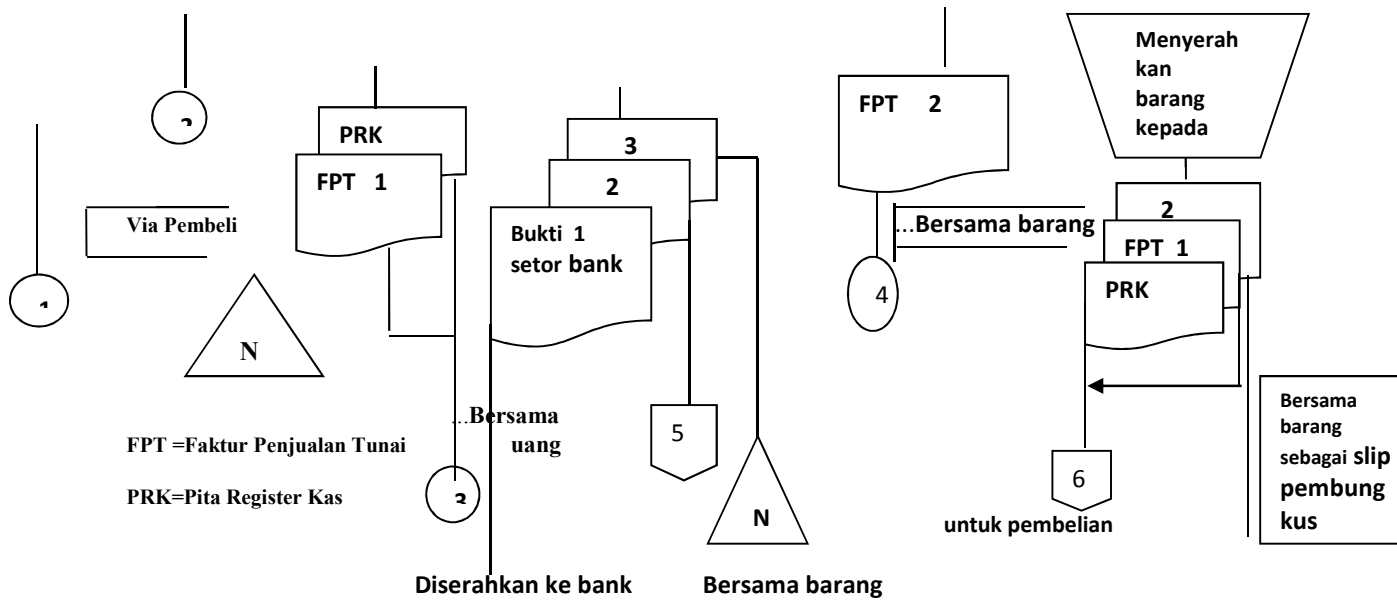 Menyerah
kan
barang
kepada
FPT 2
PRK
FPT 1
3
2
Bukti 1
setor bank
Via Pembeli
...Bersama barang
2
FPT 1
PRK
4
N
...Bersama
uang
5
FPT =Faktur Penjualan Tunai
PRK=Pita Register Kas
N
6
untuk pembelian
Bersama
barang
sebagai slip
pembung
kus
Diserahkan ke bank
Bersama barang